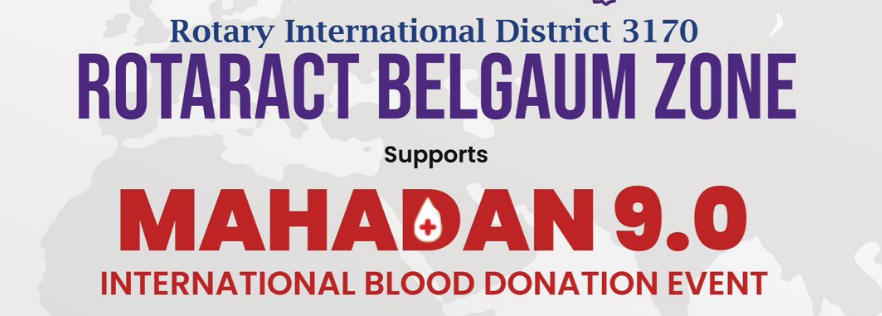 Rotary International District 3170
ROTARACT BELGAUM ZONE
Supports
MAHADAN 9.0
INTERNATIONAL BLOOD DONATION EVENT